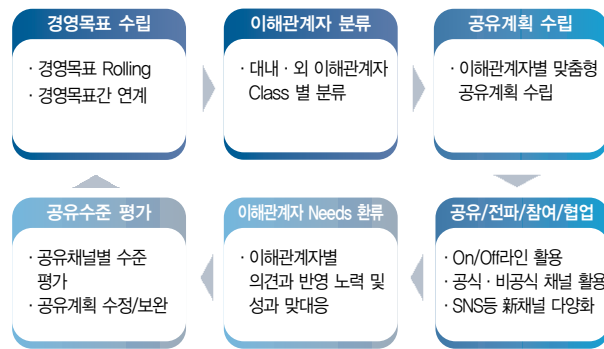 경영목표 수립
· 경영목표 Rolling
· 경영목표간 연계
이해관계자 분류
· 대내 · 외 이해관계자
Class 별 분류
공유계획 수립
· 이해관계자별 맞춤형
공유계획 수립
공유/전파/참여/협업
· On/Off라인 활용
· 공식 · 비공식 채널 활용
· SNS등 新채널 다양화
이해관계자 Needs 환류
· 이해관계자별
의견과 반영 노력 및
성과 맞대응
공유수준 평가
· 공유채널별 수준
평가
· 공유계획 수정/보완